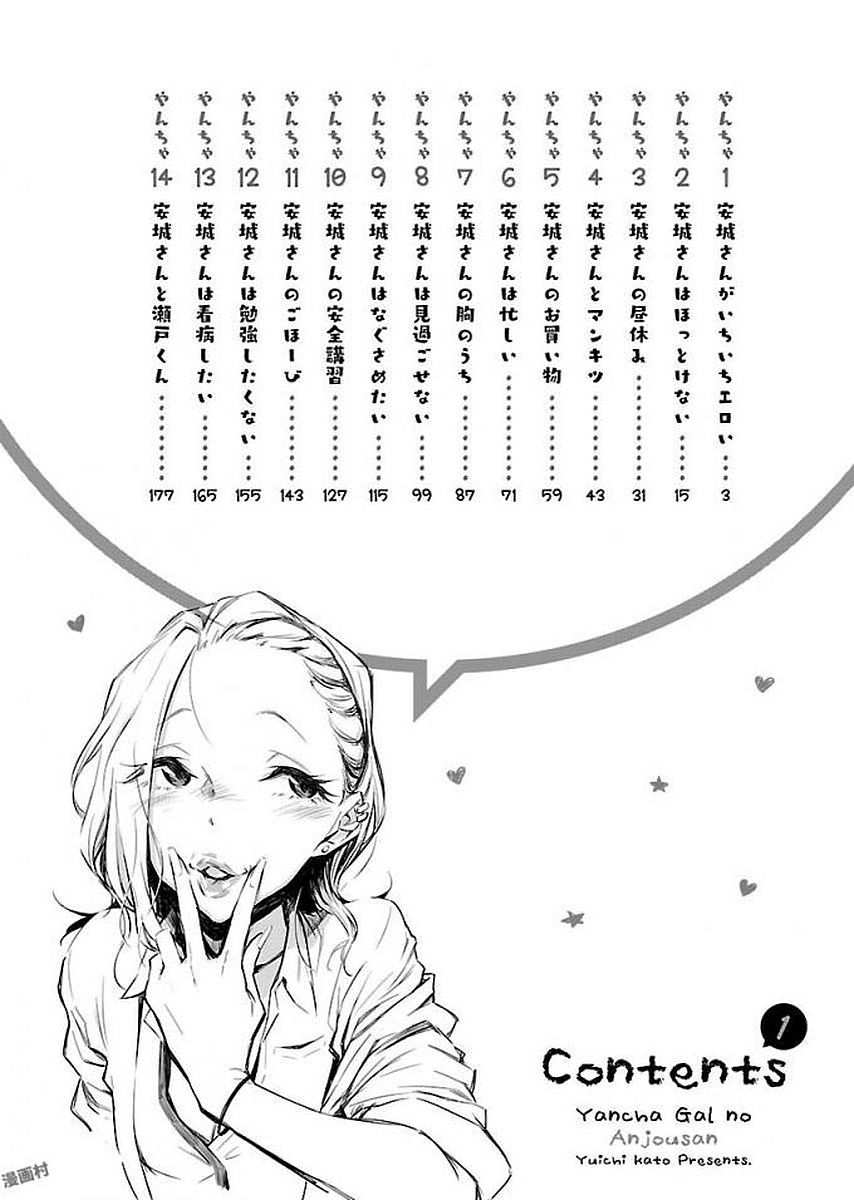 やんちゃ 1 安城さんがいちいちエロい………3
やんちゃ 2 安城さんはほっとけない………15
やんちゃ 3 安城さんの昼休み………31
やんちゃ 4 安城さんとマンキツ………43
やんちゃ 5 安城さんのお買い物………59
やんちゃ 6 安城さんは忙しい………71
やんちゃ 7 安城さんの胸のうち………87
やんちゃ 8 安城さんは見過ごせない………99
やんちゃ 9 安城さんはなぐさめたい………115
やんちゃ 10 安城さんの安全講習………127
やんちゃ 11 安城さんのごほーび………143
やんちゃ 12 安城さんは勉強したくない………155
やんちゃ 13 安城さんは看病したい………165
やんちゃ 14 安城さんと瀬戸くん………177
1
Contents
Yancha Gal no
Anjousan
Yuichi Kato Presents.
漫画村